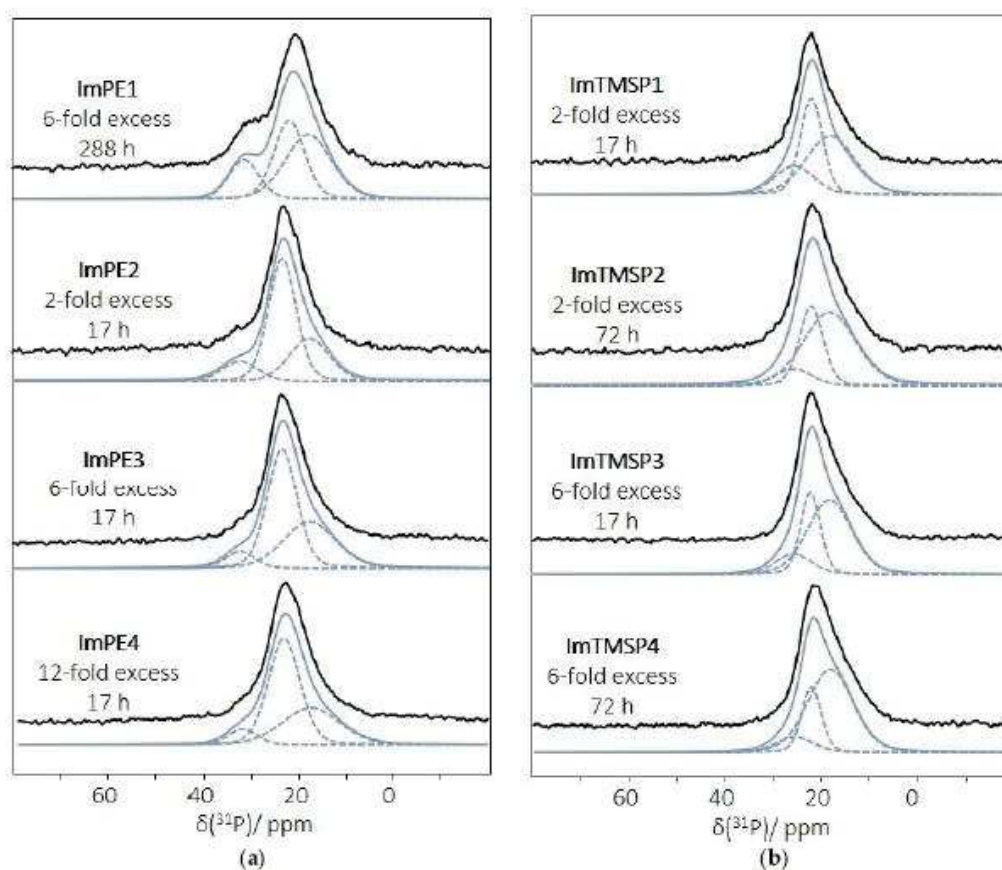 ImPE1
6-fold excess
288 h
ImPE2
2-fold excess
17 h
ImPE3
6-fold excess
17 h
ImPE4
12-fold excess
17 h
60 40 20 0
δ(³¹P)/ ppm
(a)
ImTMSP1
2-fold excess
17 h
ImTMSP2
2-fold excess
72 h
ImTMSP3
6-fold excess
17 h
ImTMSP4
6-fold excess
72 h
60 40 20 0
δ(³¹P)/ ppm
(b)